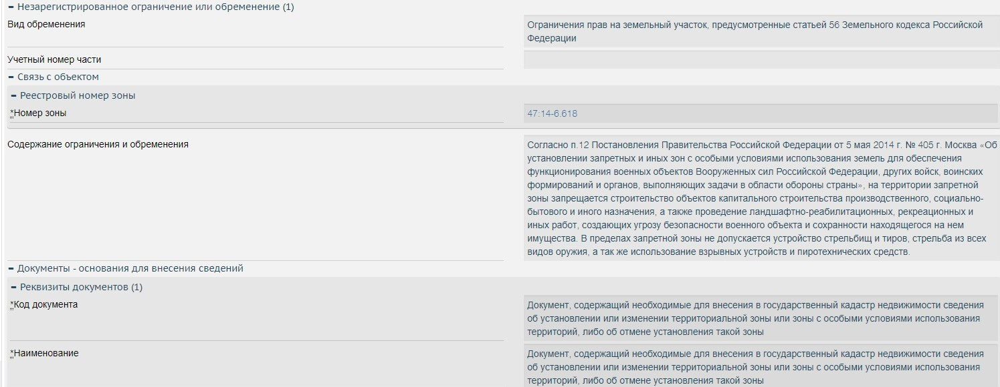 – Незарегистрированное ограничение или обременение (1)
Вид обременения
Ограничения прав на земельный участок, предусмотренные статьей 56 Земельного кодекса Российской
Федерации
Учетный номер части
– Связь с объектом
– Реестровый номер зоны
*Номер зоны
47:14-6.618
Содержание ограничения и обременения
Согласно п.12 Постановления Правительства Российской Федерации от 5 мая 2014 г. № 405 г. Москва «Об
установлении запретных и иных зон с особыми условиями использования земель для обеспечения
функционирования военных объектов Вооруженных сил Российской Федерации, других войск, воинских
формирований и органов, выполняющих задачи в области обороны страны», на территории запретной
зоны запрещается строительство объектов капитального строительства производственного, социально-
бытового и иного назначения, а также проведение ландшафтно-реабилитационных, рекреационных и
иных работ, создающих угрозу безопасности военного объекта и сохранности находящегося на нем
имущества. В пределах запретной зоны не допускается устройство стрельбищ и тиров, стрельба из всех
видов оружия, а так же использование взрывных устройств и пиротехнических средств.
– Документы - основания для внесения сведений
– Реквизиты документов (1)
*Код документа
Документ, содержащий необходимые для внесения в государственный кадастр недвижимости сведения
об установлении или изменении территориальной зоны или зоны с особыми условиями использования
территорий, либо об отмене установления такой зоны
*Наименование
Документ, содержащий необходимые для внесения в государственный кадастр недвижимости сведения
об установлении или изменении территориальной зоны или зоны с особыми условиями использования
территорий, либо об отмене установления такой зоны